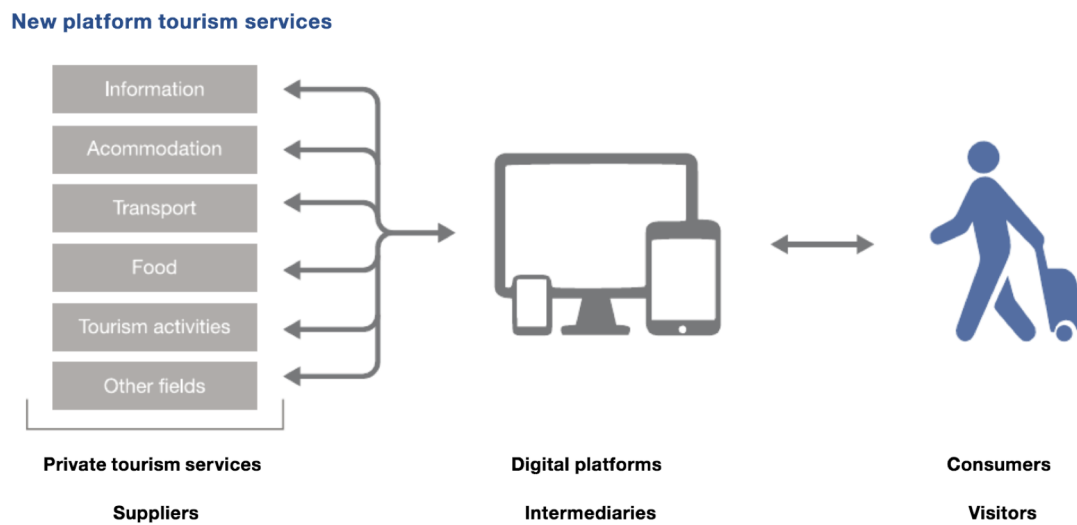 New platform tourism services
Information
Acommodation
Transport
Food
Tourism activities
Other fields
Private tourism services
Digital platforms
Consumers
Suppliers
Intermediaries
Visitors